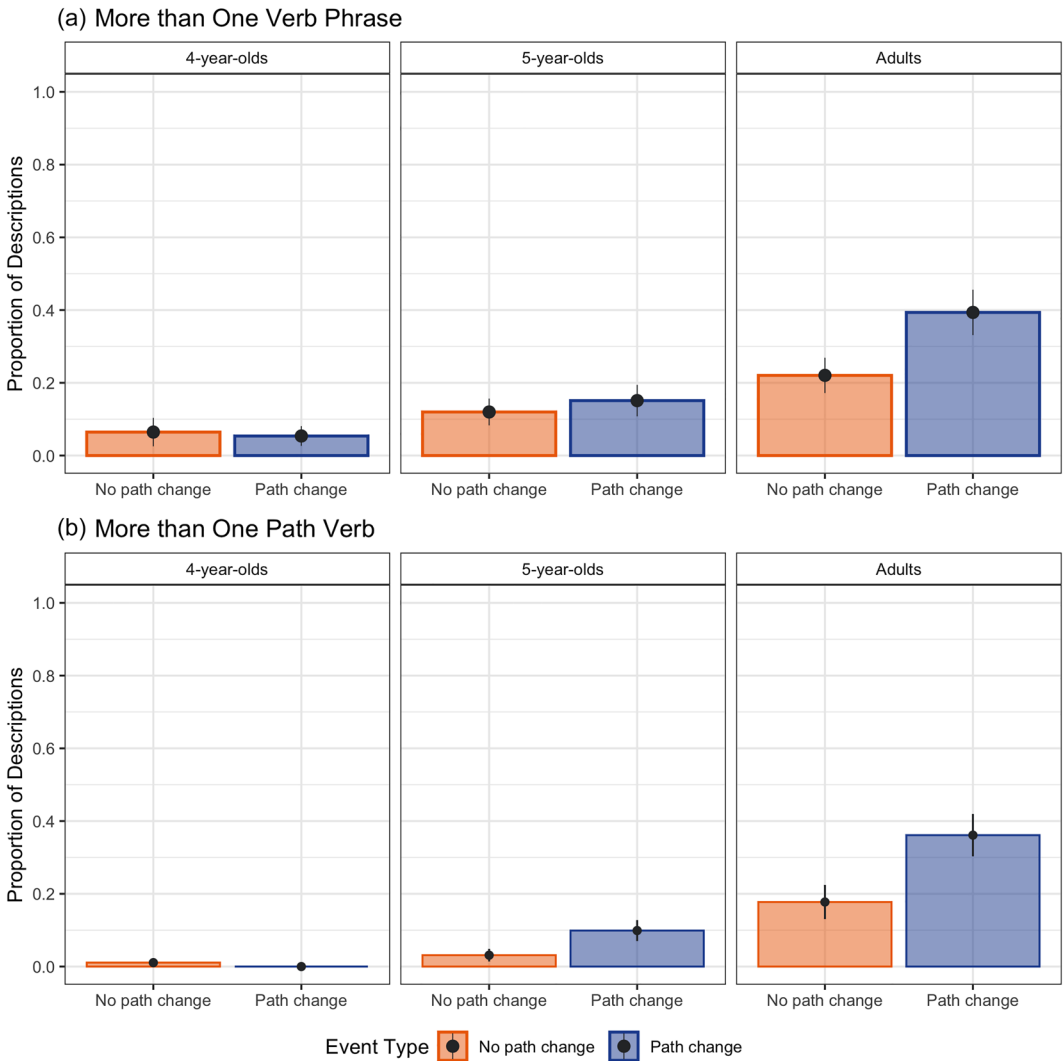 (a) More than One Verb Phrase
4-year-olds 5-year-olds Adults
Proportion of Descriptions
1.0
0.8
0.6
0.4
0.2
0.0
No path change Path change No path change Path change No path change Path change
(b) More than One Path Verb
4-year-olds 5-year-olds Adults
Proportion of Descriptions
1.0
0.8
0.6
0.4
0.2
0.0
No path change Path change No path change Path change No path change Path change
Event Type No path change Path change